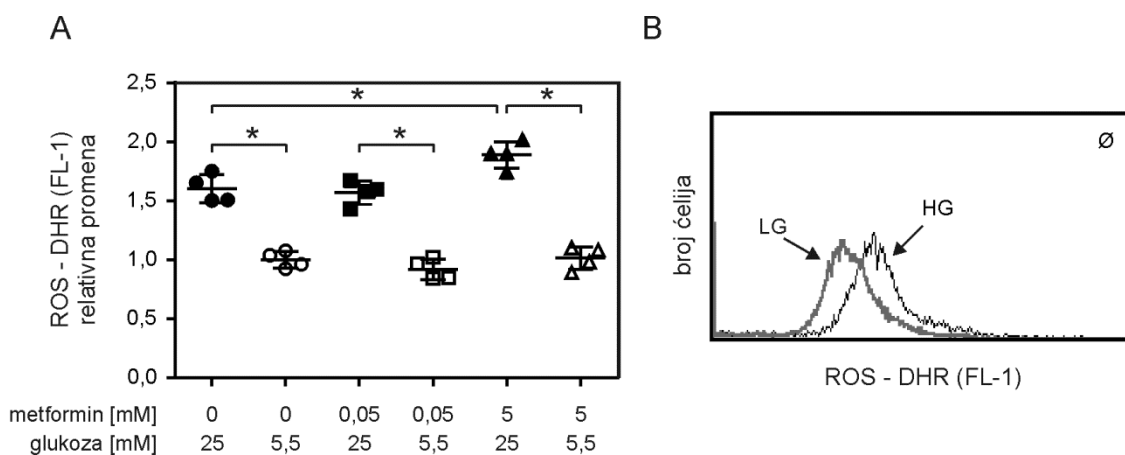 A
B
ROS - DHR (FL-1)
relativna promena
2,5
2,0
1,5
1,0
0,5
0,0
*
*
*
*
metformin [mM] 0 0 0,05 0,05 5 5
glukoza [mM] 25 5,5 25 5,5 25 5,5
broj ćelija
Ø
LG
HG
ROS - DHR (FL-1)